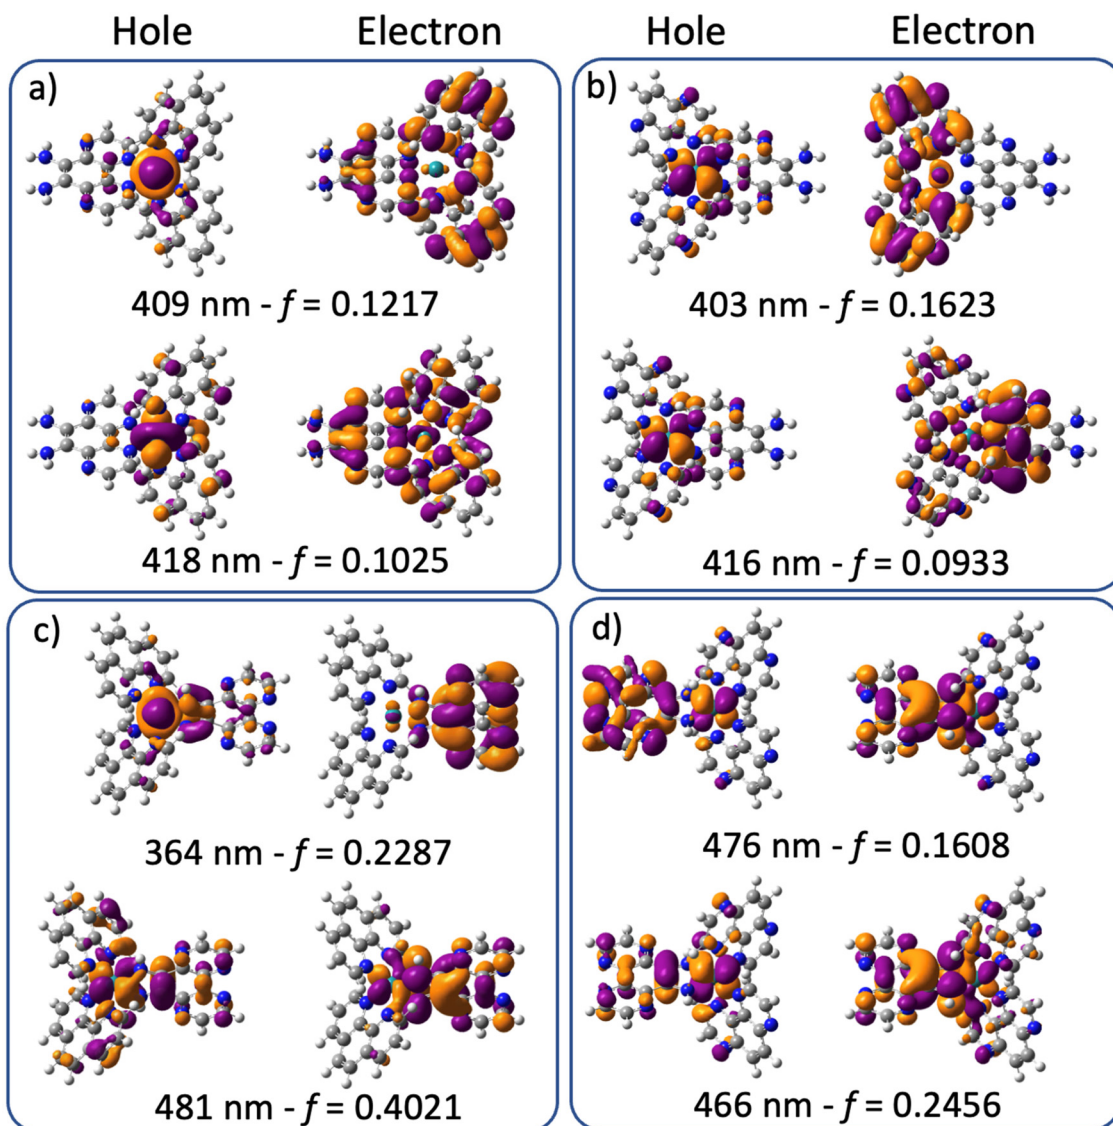 Hole Electron Hole Electron
a) b)
409 nm - f = 0.1217 403 nm - f = 0.1623
418 nm - f = 0.1025 416 nm - f = 0.0933
c) d)
364 nm - f = 0.2287 476 nm - f = 0.1608
481 nm - f = 0.4021 466 nm - f = 0.2456